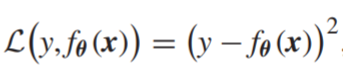 ℒ(y, f_θ(x)) = (y − f_θ(x))².